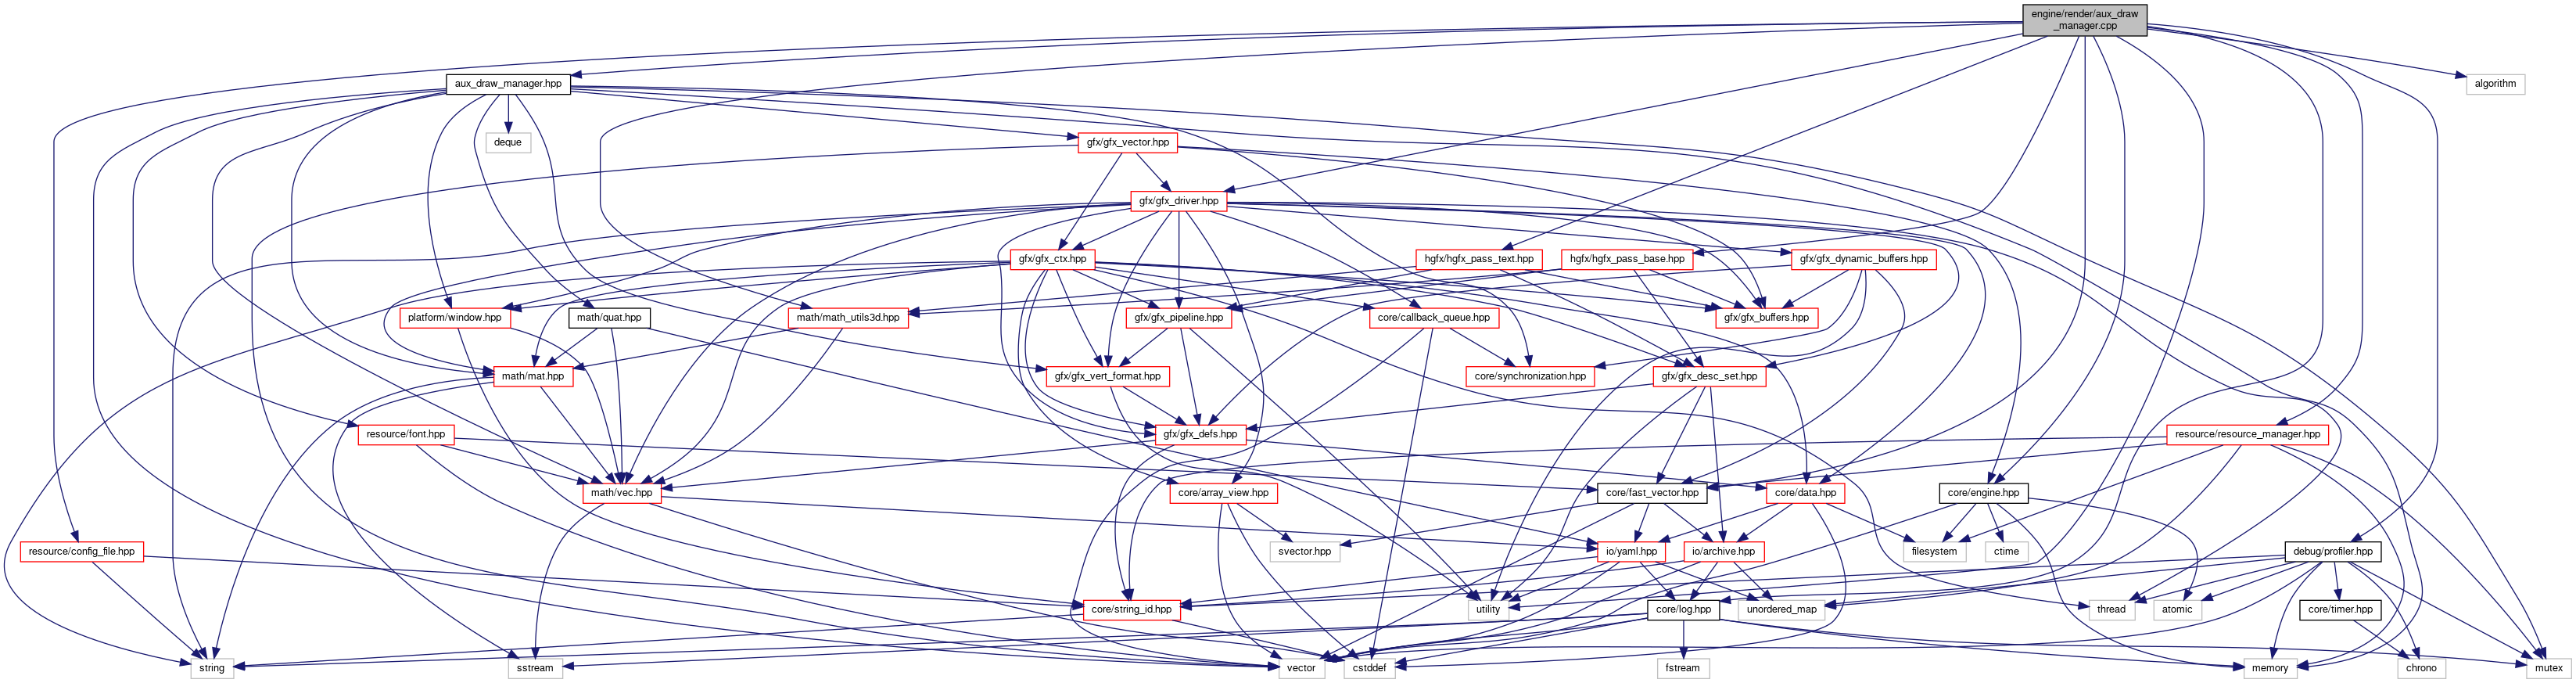 engine/render/aux_draw
_manager.cpp
aux_draw_manager.hpp
algorithm
deque
gfx/gfx_vector.hpp
gfx/gfx_driver.hpp
gfx/gfx_ctx.hpp
hgfx/hgfx_pass_text.hpp
hgfx/hgfx_pass_base.hpp
gfx/gfx_dynamic_buffers.hpp
platform/window.hpp
math/quat.hpp
math/math_utils3d.hpp
gfx/gfx_pipeline.hpp
core/callback_queue.hpp
gfx/gfx_buffers.hpp
math/mat.hpp
gfx/gfx_vert_format.hpp
core/synchronization.hpp
gfx/gfx_desc_set.hpp
resource/font.hpp
gfx/gfx_defs.hpp
resource/resource_manager.hpp
math/vec.hpp
core/array_view.hpp
core/fast_vector.hpp
core/data.hpp
core/engine.hpp
resource/config_file.hpp
svector.hpp
io/yaml.hpp
io/archive.hpp
filesystem
ctime
debug/profiler.hpp
core/string_id.hpp
utility
core/log.hpp
unordered_map
thread
atomic
core/timer.hpp
string
sstream
vector
cstddef
fstream
memory
chrono
mutex